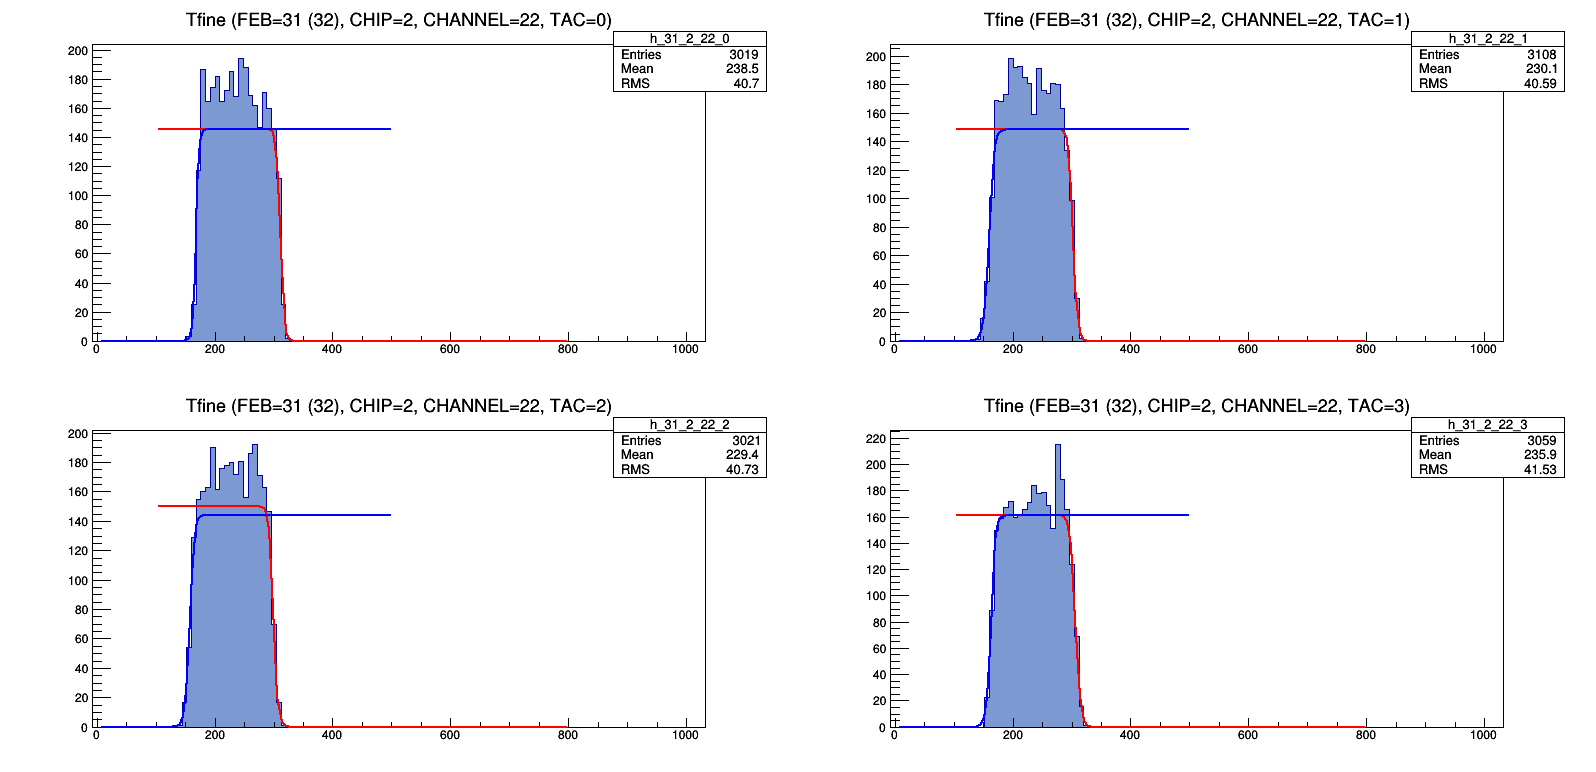 Tfine (FEB=31 (32), CHIP=2, CHANNEL=22, TAC=0)
h_31_2_22_0
Entries 3019
Mean 238.5
RMS 40.7
200
180
160
140
120
100
80
60
40
20
0
0 200 400 600 800 1000
Tfine (FEB=31 (32), CHIP=2, CHANNEL=22, TAC=1)
h_31_2_22_1
Entries 3108
Mean 230.1
RMS 40.59
200
180
160
140
120
100
80
60
40
20
0
0 200 400 600 800 1000
Tfine (FEB=31 (32), CHIP=2, CHANNEL=22, TAC=2)
h_31_2_22_2
Entries 3021
Mean 229.4
RMS 40.73
200
180
160
140
120
100
80
60
40
20
0
0 200 400 600 800 1000
Tfine (FEB=31 (32), CHIP=2, CHANNEL=22, TAC=3)
h_31_2_22_3
Entries 3059
Mean 235.9
RMS 41.53
220
200
180
160
140
120
100
80
60
40
20
0
0 200 400 600 800 1000